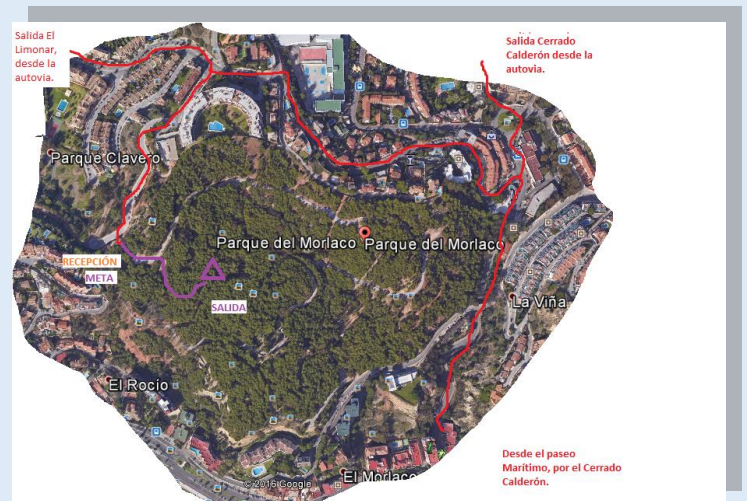 Salida El
Limonar,
desde la
autovia.
Salida Cerrado
Calderón desde la
autovia.
Parque Clavero
Parque del Morlaco
Parque del Morlaco
RECEPCIÓN
META
SALIDA
La Viña
El Rocío
Desde el paseo
Marítimo, por el Cerrado
Calderón.
El Morlaco
© 2016 Google